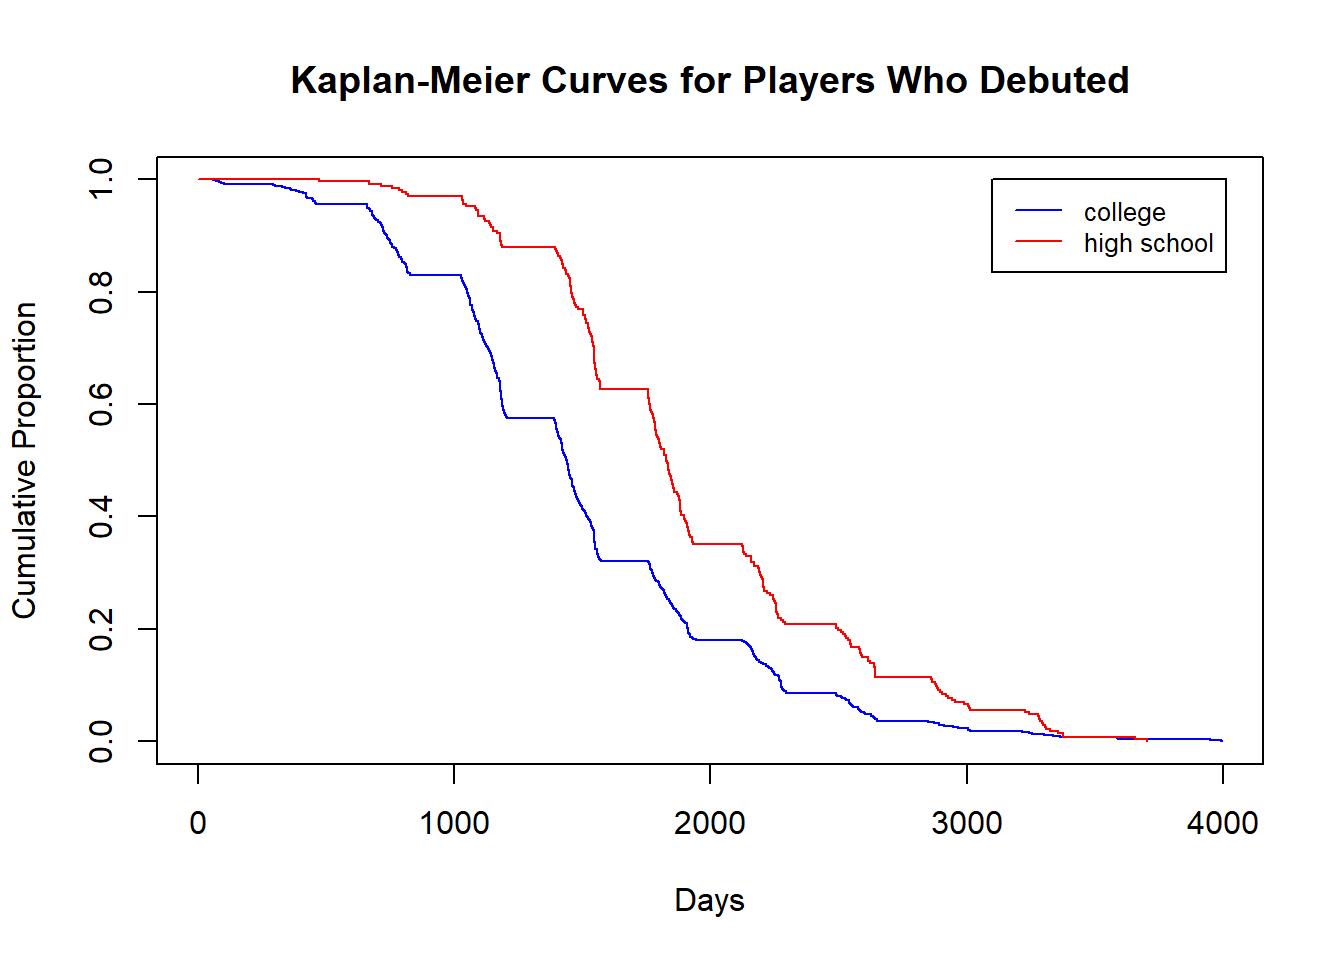 Kaplan-Meier Curves for Players Who Debuted
Cumulative Proportion
1.0
0.8
0.6
0.4
0.2
0.0
college
high school
0 1000 2000 3000 4000
Days